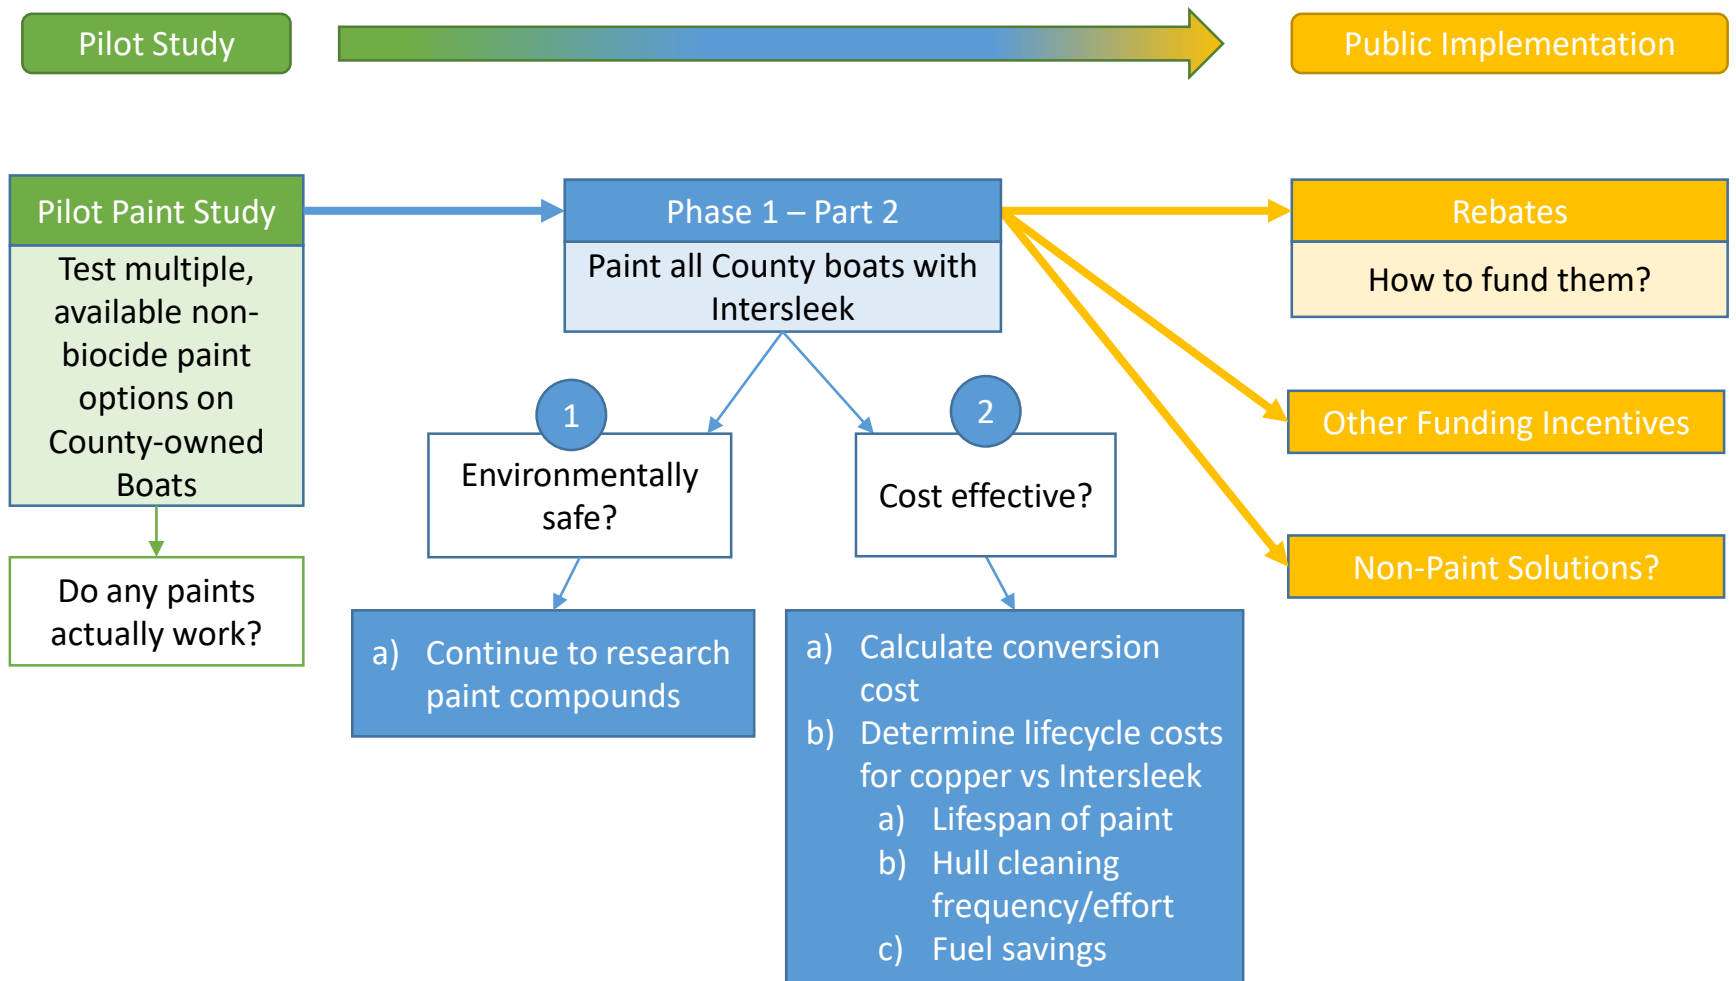 Pilot Study
Public Implementation
Pilot Paint Study
Test multiple,
available non-
biocide paint
options on
County-owned
Boats
Do any paints
actually work?
Phase 1 – Part 2
Paint all County boats with
Intersleek
1
Environmentally
safe?
a) Continue to research
paint compounds
2
Cost effective?
a) Calculate conversion
cost
b) Determine lifecycle costs
for copper vs Intersleek
a) Lifespan of paint
b) Hull cleaning
frequency/effort
c) Fuel savings
Rebates
How to fund them?
Other Funding Incentives
Non-Paint Solutions?